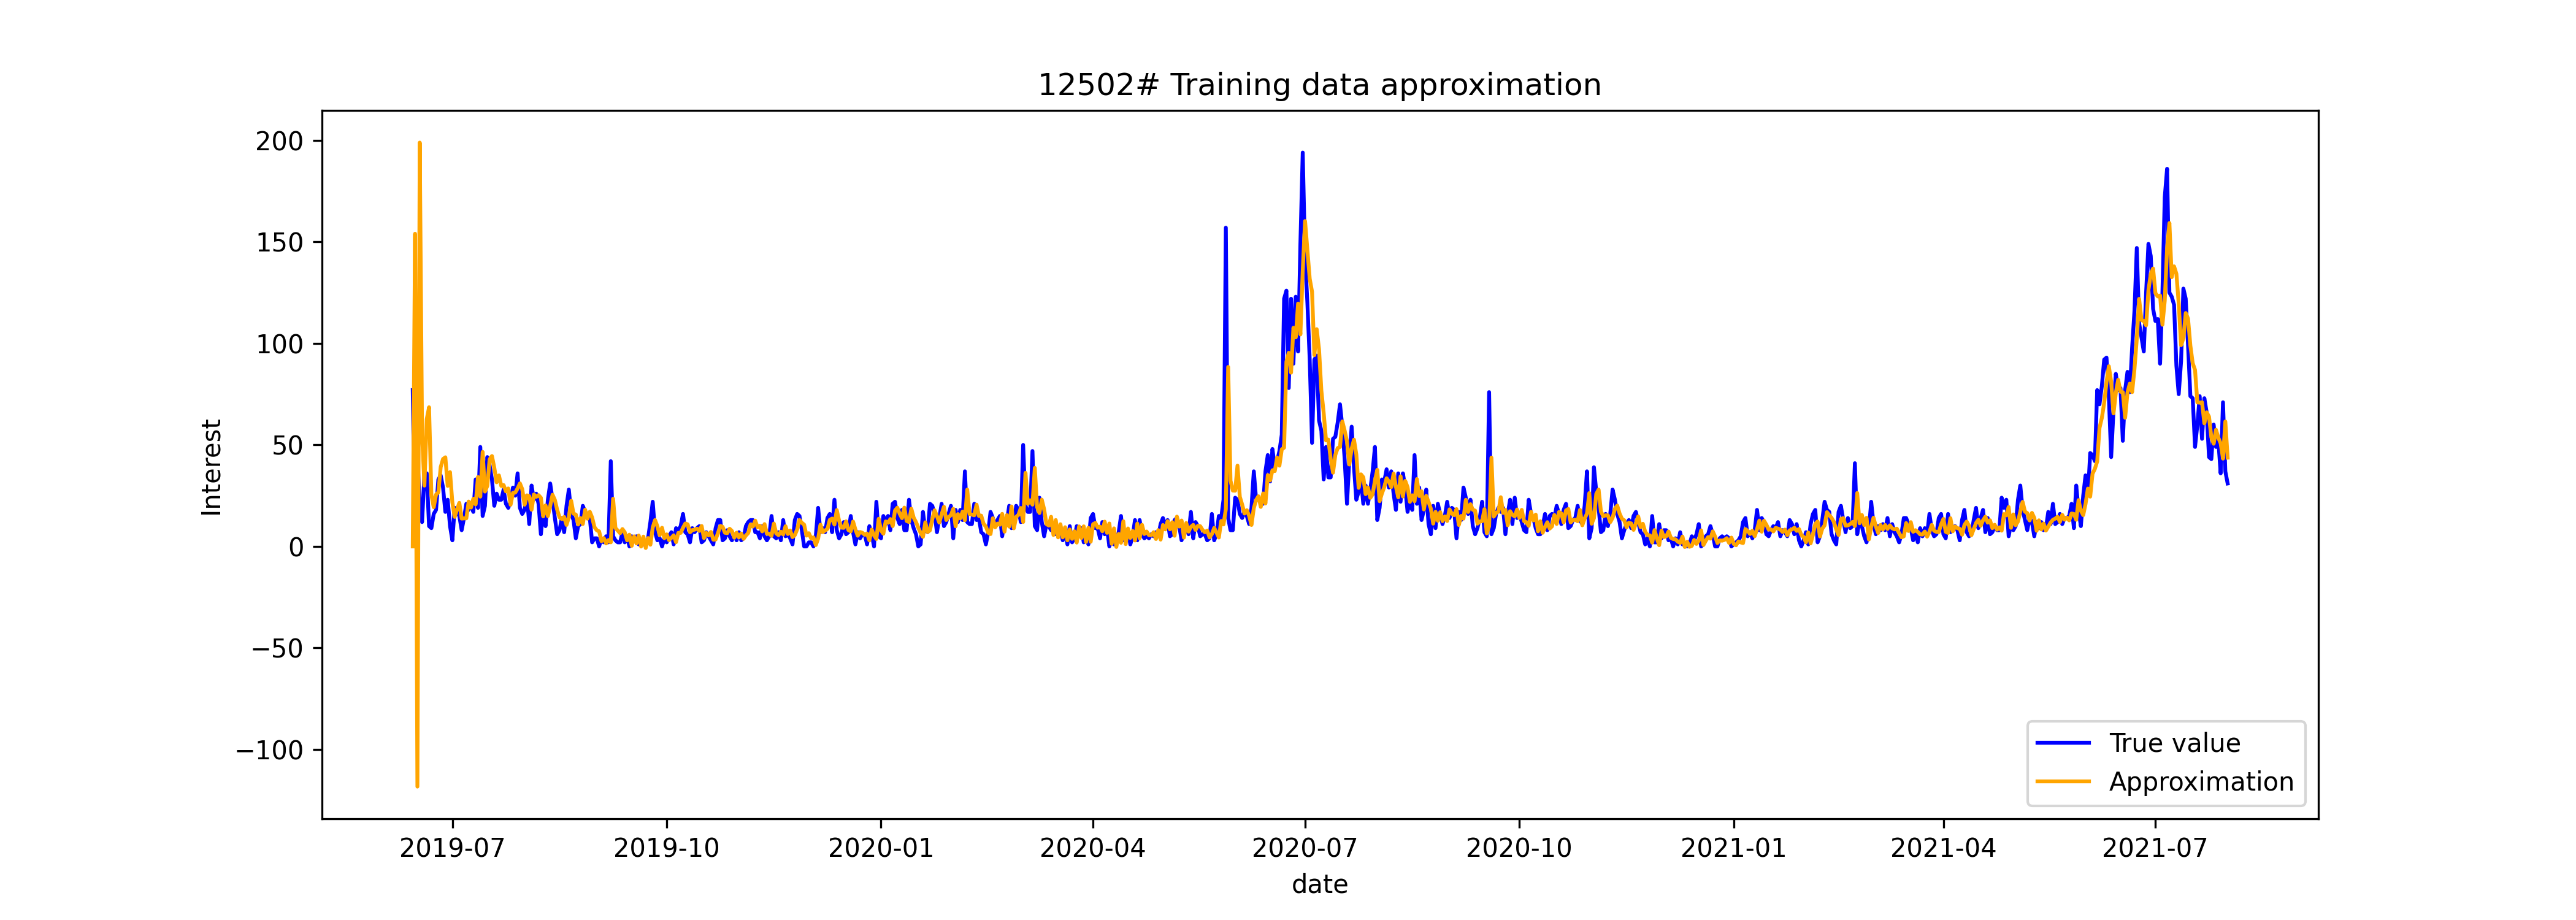 12502# Training data approximation
Interest
200
150
100
50
0
−50
−100
2019-07 2019-10 2020-01 2020-04 2020-07 2020-10 2021-01 2021-04 2021-07
date
True value
Approximation